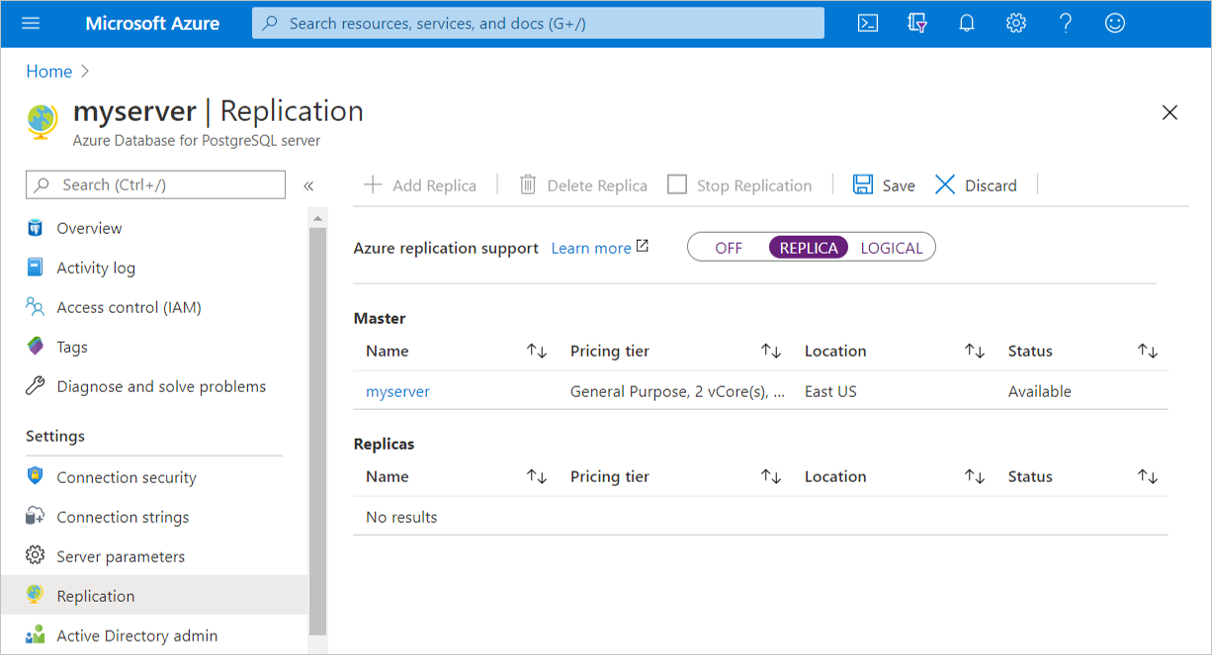 Microsoft Azure
Search resources, services, and docs (G+/)
Home
myserver | Replication
Azure Database for PostgreSQL server
Search (Ctrl+/)
«
Overview
Activity log
Access control (IAM)
Tags
Diagnose and solve problems
Settings
Connection security
Connection strings
Server parameters
Replication
Active Directory admin
Add Replica
Delete Replica
Stop Replication
Save
Discard
Azure replication support Learn more
OFF REPLICA LOGICAL
Master
Name Pricing tier Location Status
myserver General Purpose, 2 vCore(s), ... East US Available
Replicas
Name Pricing tier Location Status
No results